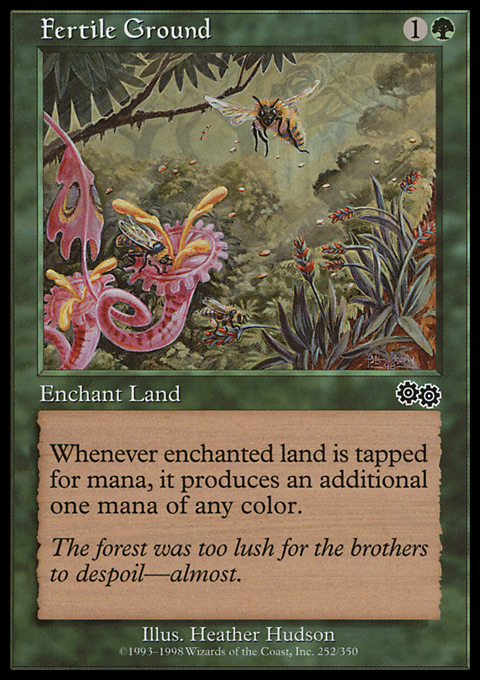 Fertile Ground 1
Enchant Land
Whenever enchanted land is tapped
for mana, it produces an additional
one mana of any color.
The forest was too lush for the brothers
to despoil—almost.
Illus. Heather Hudson
©1993–1998 Wizards of the Coast, Inc. 252/350